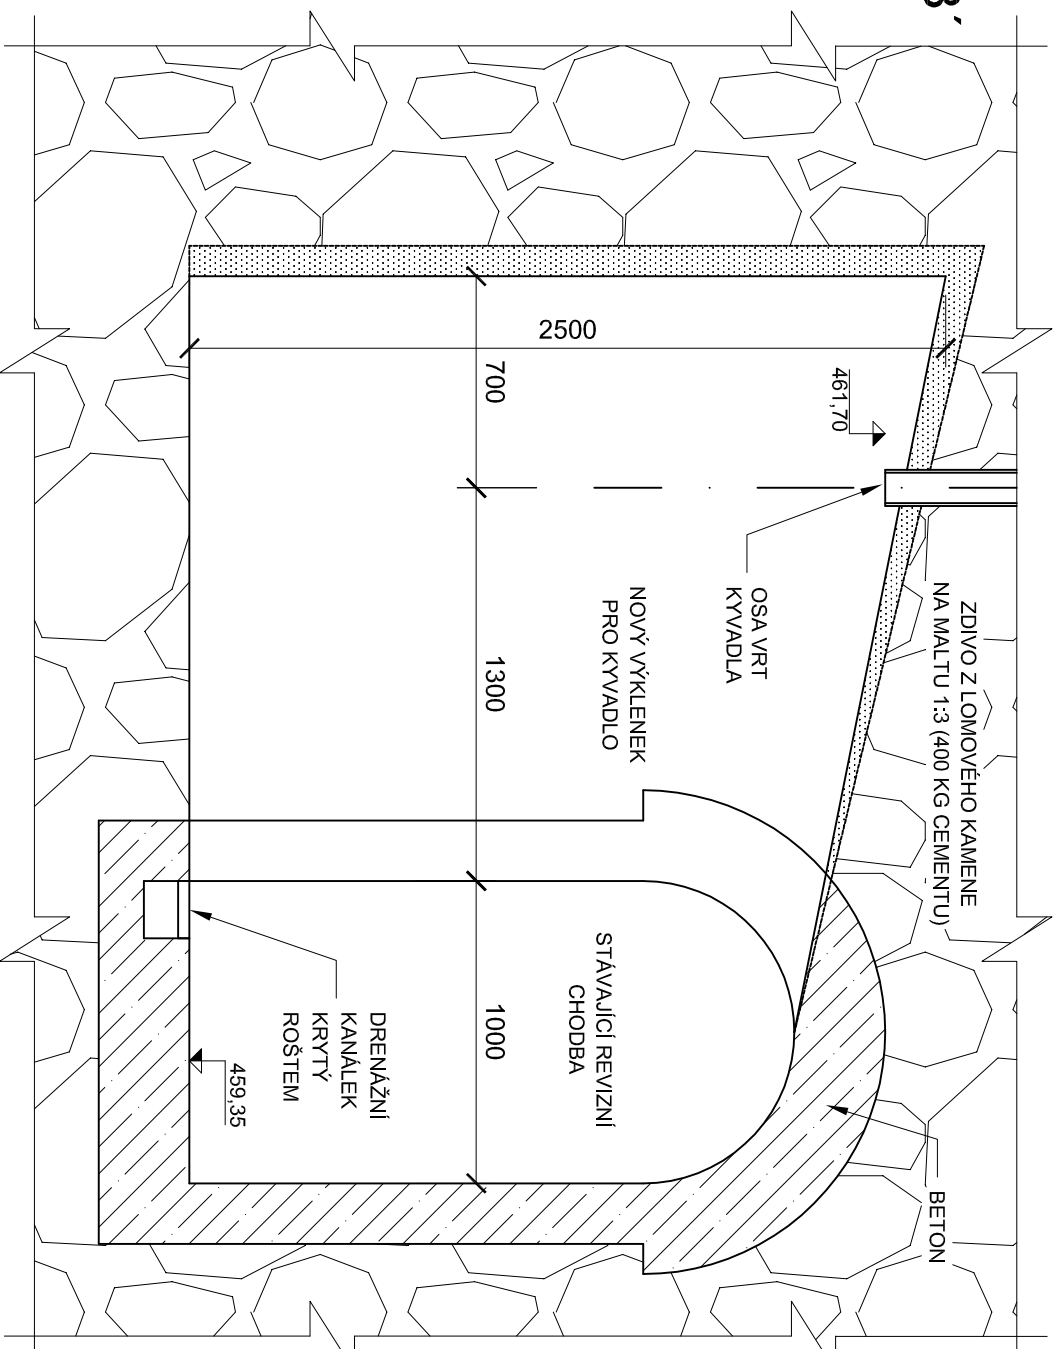 ZDIVO Z LOMOVÉHO KAMENE
NA MALTU 1:3 (400 KG CEMENTU)
BETON
461,70
OSA VRT
KYVADLA
NOVÝ VÝKLENEK
PRO KYVADLO
STÁVAJÍCÍ REVIZNÍ
CHODBA
2500
700
1300
1000
DRENÁŽNÍ
KANÁLEK
KRYTÝ
ROŠTEM
459,35